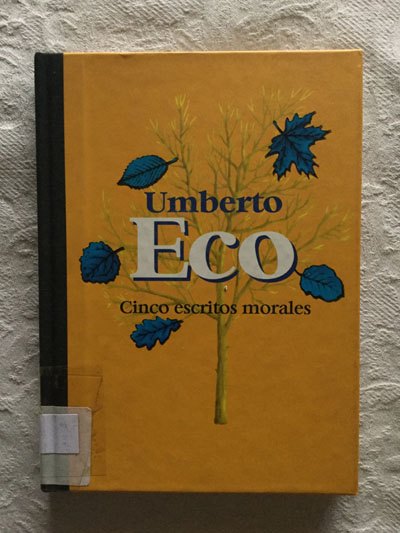 Umberto
Eco
Cinco escritos morales